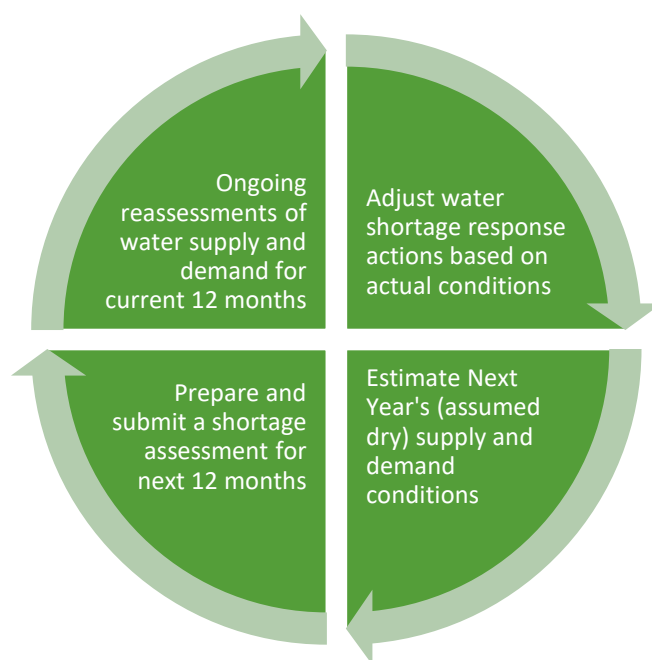 Ongoing
reassessments of
water supply and
demand for
current 12 months
Adjust water
shortage response
actions based on
actual conditions
Prepare and
submit a shortage
assessment for
next 12 months
Estimate Next
Year's (assumed
dry) supply and
demand
conditions